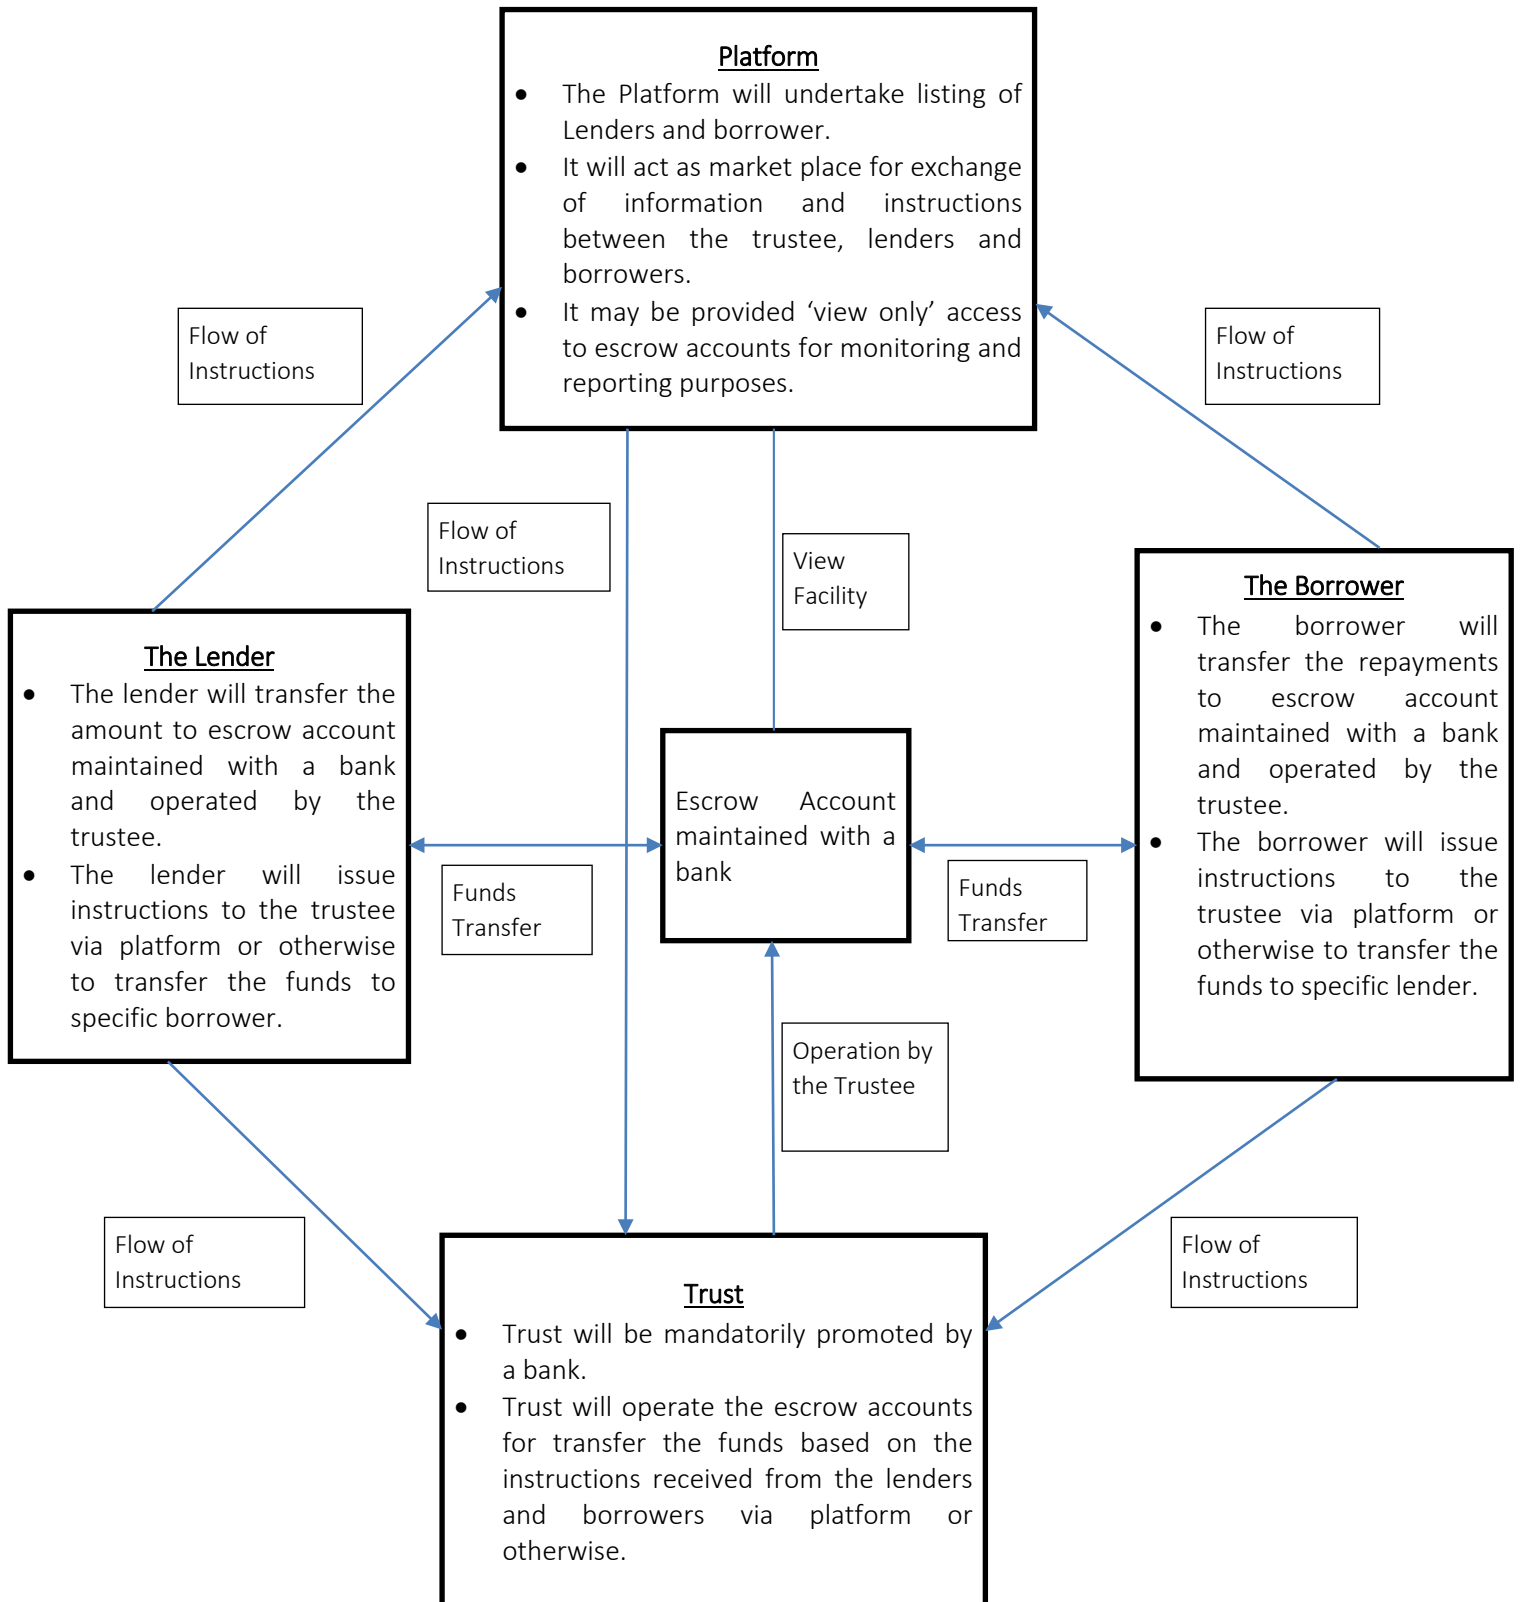 Platform
• The Platform will undertake listing of
Lenders and borrower.
• It will act as market place for exchange
of information and instructions
between the trustee, lenders and
borrowers.
• It may be provided ‘view only’ access
to escrow accounts for monitoring and
reporting purposes.
Flow of
Instructions
Flow of
Instructions
Flow of
Instructions
View
Facility
The Lender
• The lender will transfer the
amount to escrow account
maintained with a bank
and operated by the
trustee.
• The lender will issue
instructions to the trustee
via platform or otherwise
to transfer the funds to
specific borrower.
Funds
Transfer
Escrow Account
maintained with a
bank
Funds
Transfer
The Borrower
• The borrower will
transfer the repayments
to escrow account
maintained with a bank
and operated by the
trustee.
• The borrower will issue
instructions to the
trustee via platform or
otherwise to transfer the
funds to specific lender.
Operation by
the Trustee
Flow of
Instructions
Flow of
Instructions
Trust
• Trust will be mandatorily promoted by
a bank.
• Trust will operate the escrow accounts
for transfer the funds based on the
instructions received from the lenders
and borrowers via platform or
otherwise.